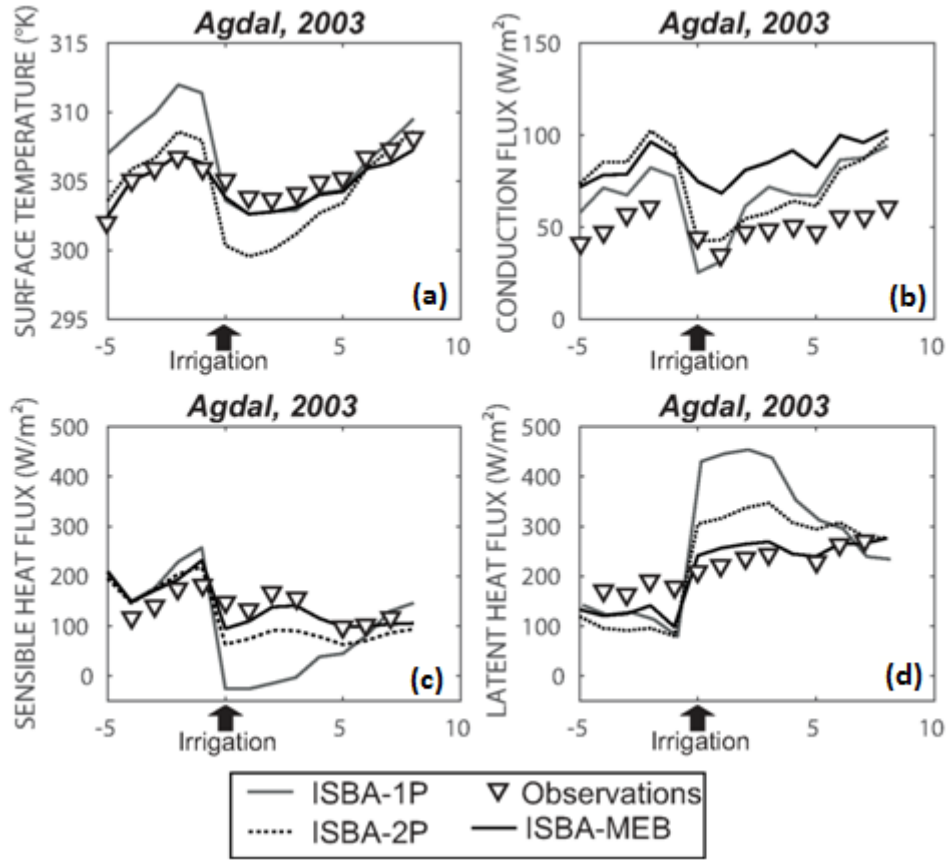 Agdal, 2003
SURFACE TEMPERATURE (°K)
315
310
305
300
295
-5
5
10
Irrigation
(a)
Agdal, 2003
CONDUCTION FLUX (W/m²)
150
100
50
0
-5
5
10
Irrigation
(b)
Agdal, 2003
SENSIBLE HEAT FLUX (W/m²)
500
400
300
200
100
0
-5
5
10
Irrigation
(c)
Agdal, 2003
LATENT HEAT FLUX (W/m²)
500
400
300
200
100
0
-5
5
10
Irrigation
(d)
ISBA-1P
Observations
ISBA-2P
ISBA-MEB